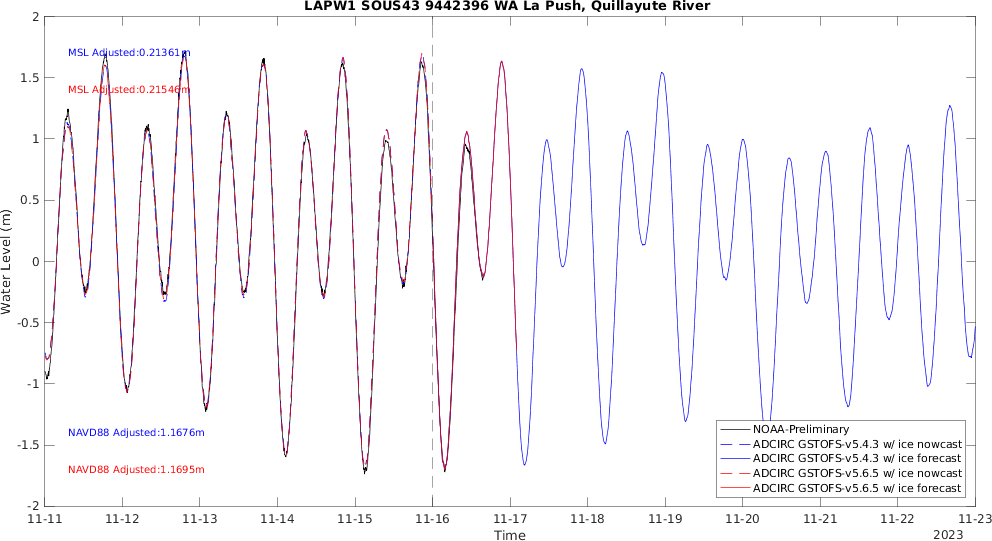 LAPW1 SOUS43 9442396 WA La Push, Quillayute River
Water Level (m)
2
1.5
1
0.5
0
-0.5
-1
-1.5
-2
MSL Adjusted:0.21361m
MSL Adjusted:0.21546m
NAVD88 Adjusted:1.1676m
NAVD88 Adjusted:1.1695m
NOAA-Preliminary
ADCIRC GSTOFS-v5.4.3 w/ ice nowcast
ADCIRC GSTOFS-v5.4.3 w/ ice forecast
ADCIRC GSTOFS-v5.6.5 w/ ice nowcast
ADCIRC GSTOFS-v5.6.5 w/ ice forecast
11-11 11-12 11-13 11-14 11-15 11-16 11-17 11-18 11-19 11-20 11-21 11-22 11-23
Time
2023